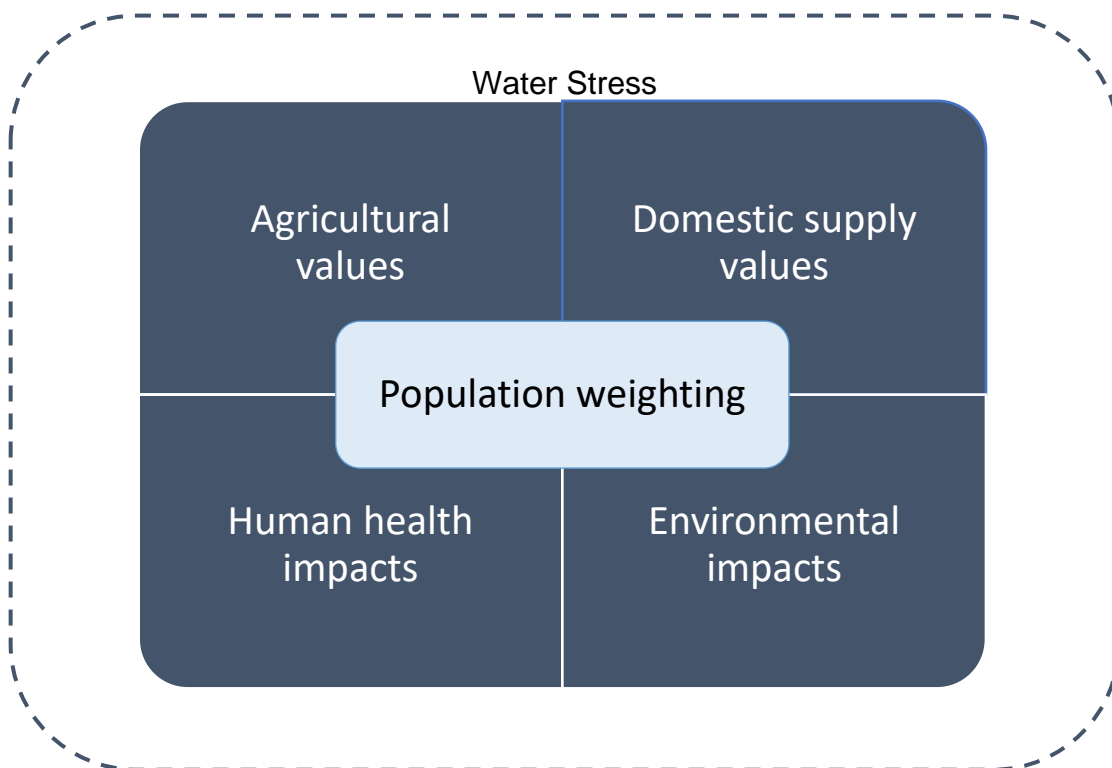 Water Stress
Agricultural
values
Domestic supply
values
Population weighting
Human health
impacts
Environmental
impacts